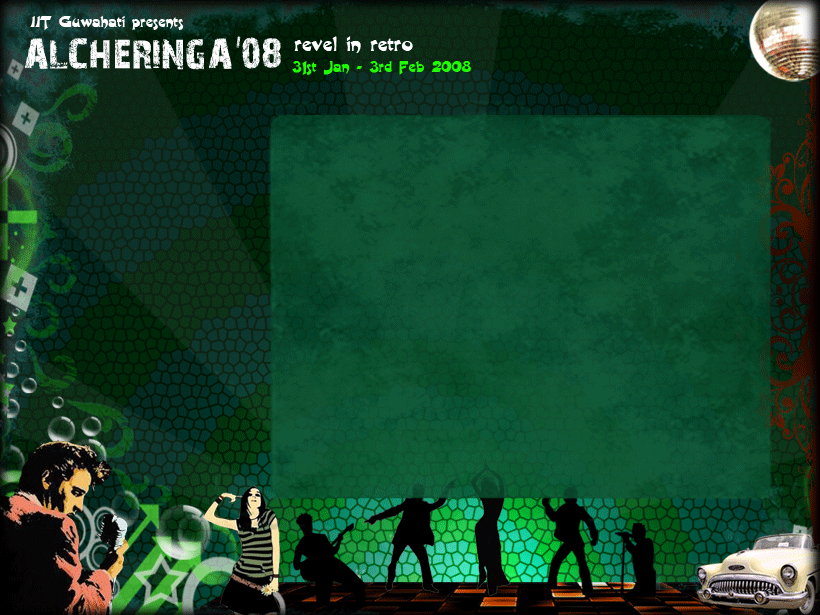 IIT Guwahati presents
ALCHERINGA'08 revel in retro
31st Jan - 3rd Feb 2008